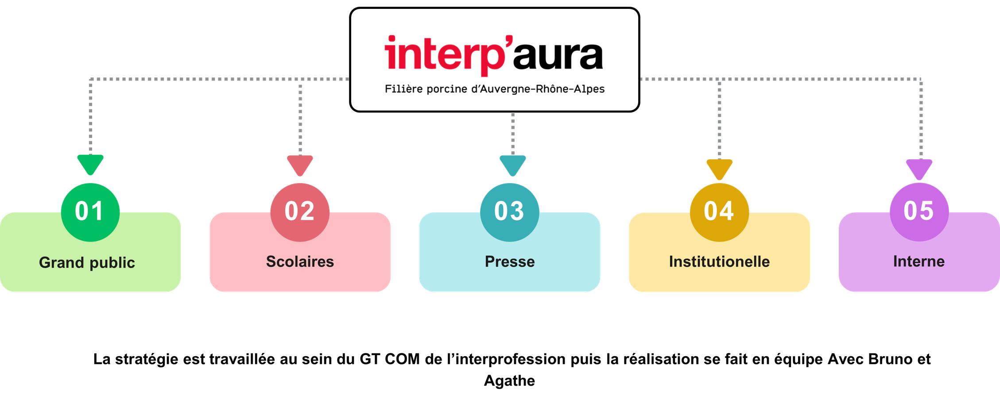 interp'aura
Filière porcine d'Auvergne-Rhône-Alpes
01
02
03
04
05
Grand public
Scolaires
Presse
Institutionelle
Interne
La stratégie est travaillée au sein du GT COM de l’interprofession puis la réalisation se fait en équipe Avec Bruno et
Agathe